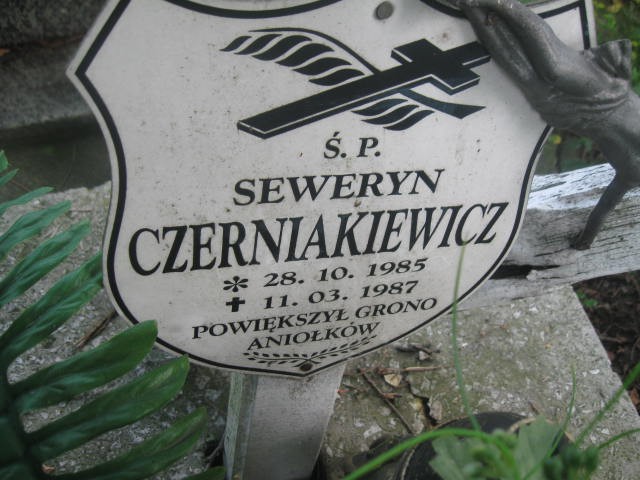 Ś. P.
SEWERYN
CZERNIAKIEWICZ
* 28. 10. 1985
✝ 11. 03. 1987
POWIĘKSZYŁ GRONO
ANIOŁKÓW